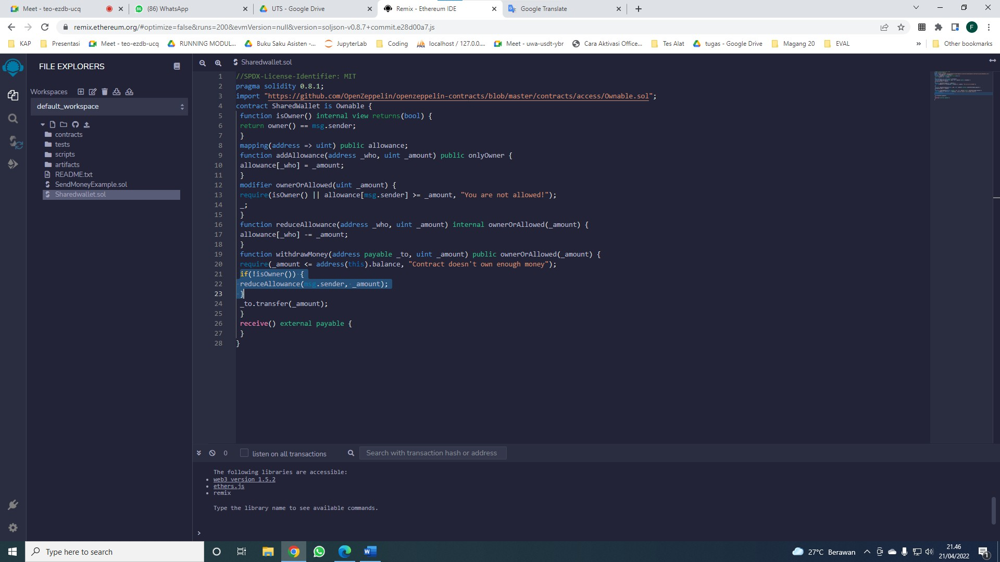 Meet - teo-ezdb-ucq
(86) WhatsApp
UTS - Google Drive
Remix - Ethereum IDE
Google Translate
remix.ethereum.org/#optimize=false&runs=200&evmVersion=null&version=soljson-v0.8.7+commit.e28d00a7.js
F
KAP
Presentasi
Meet - teo-ezdb-ucq
RUNNING MODUL...
Buku Saku Asisten -...
JupyterLab
Coding
localhost / 127.0.0....
Meet - uwa-usdt-ybr
Cara Aktivasi Office...
Tes Alat
tugas - Google Drive
Magang 20
EVAL
»
Other bookmarks
FILE EXPLORERS
Workspaces
default_workspace
contracts
tests
scripts
artifacts
README.txt
SendMoneyExample.sol
Sharedwallet.sol
Sharedwallet.sol
1 //SPDX-License-Identifier: MIT
2 pragma solidity 0.8.1;
3 import "https://github.com/OpenZeppelin/openzeppelin-contracts/blob/master/contracts/access/Ownable.sol";
4 contract SharedWallet is Ownable {
5 function isOwner() internal view returns(bool) {
6 return owner() == msg.sender;
7 }
8 mapping(address => uint) public allowance;
9 function addAllowance(address _who, uint _amount) public onlyOwner {
10 allowance[_who] = _amount;
11 }
12 modifier ownerOrAllowed(uint _amount) {
13 require(isOwner() || allowance[msg.sender] >= _amount, "You are not allowed!");
14 _;
15 }
16 function reduceAllowance(address _who, uint _amount) internal ownerOrAllowed(_amount) {
17 allowance[_who] -= _amount;
18 }
19 function withdrawMoney(address payable _to, uint _amount) public ownerOrAllowed(_amount) {
20 require(_amount <= address(this).balance, "Contract doesn't own enough money");
21 if(!isOwner()) {
22 reduceAllowance(msg.sender, _amount);
23 }
24 _to.transfer(_amount);
25 }
26 receive() external payable {
27 }
28 }
0
listen on all transactions
Search with transaction hash or address
The following libraries are accessible:
• web3 version 1.5.2
• ethers.js
• remix
Type the library name to see available commands.
>
Type here to search
27°C Berawan
21.46
21/04/2022
1